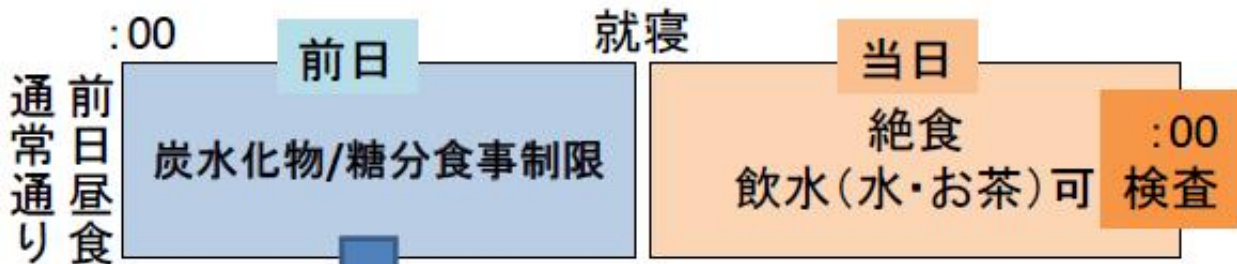 :00
就寝
前日
当日
前日昼食
通常通り
炭水化物/糖分食事制限
絶食
飲水(水・お茶)可
:00
検査